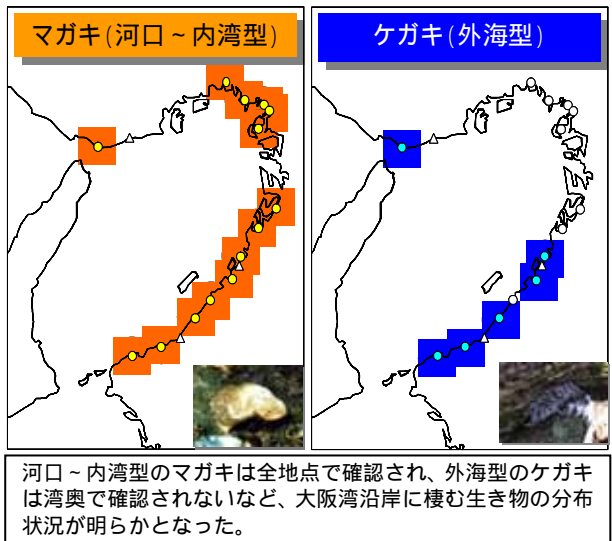 マガキ(河口~内湾型)
ケガキ(外海型)
河口~内湾型のマガキは全地点で確認され、外海型のケガキ
は湾奥で確認されないなど、大阪湾沿岸に棲む生き物の分布
状況が明らかとなった。